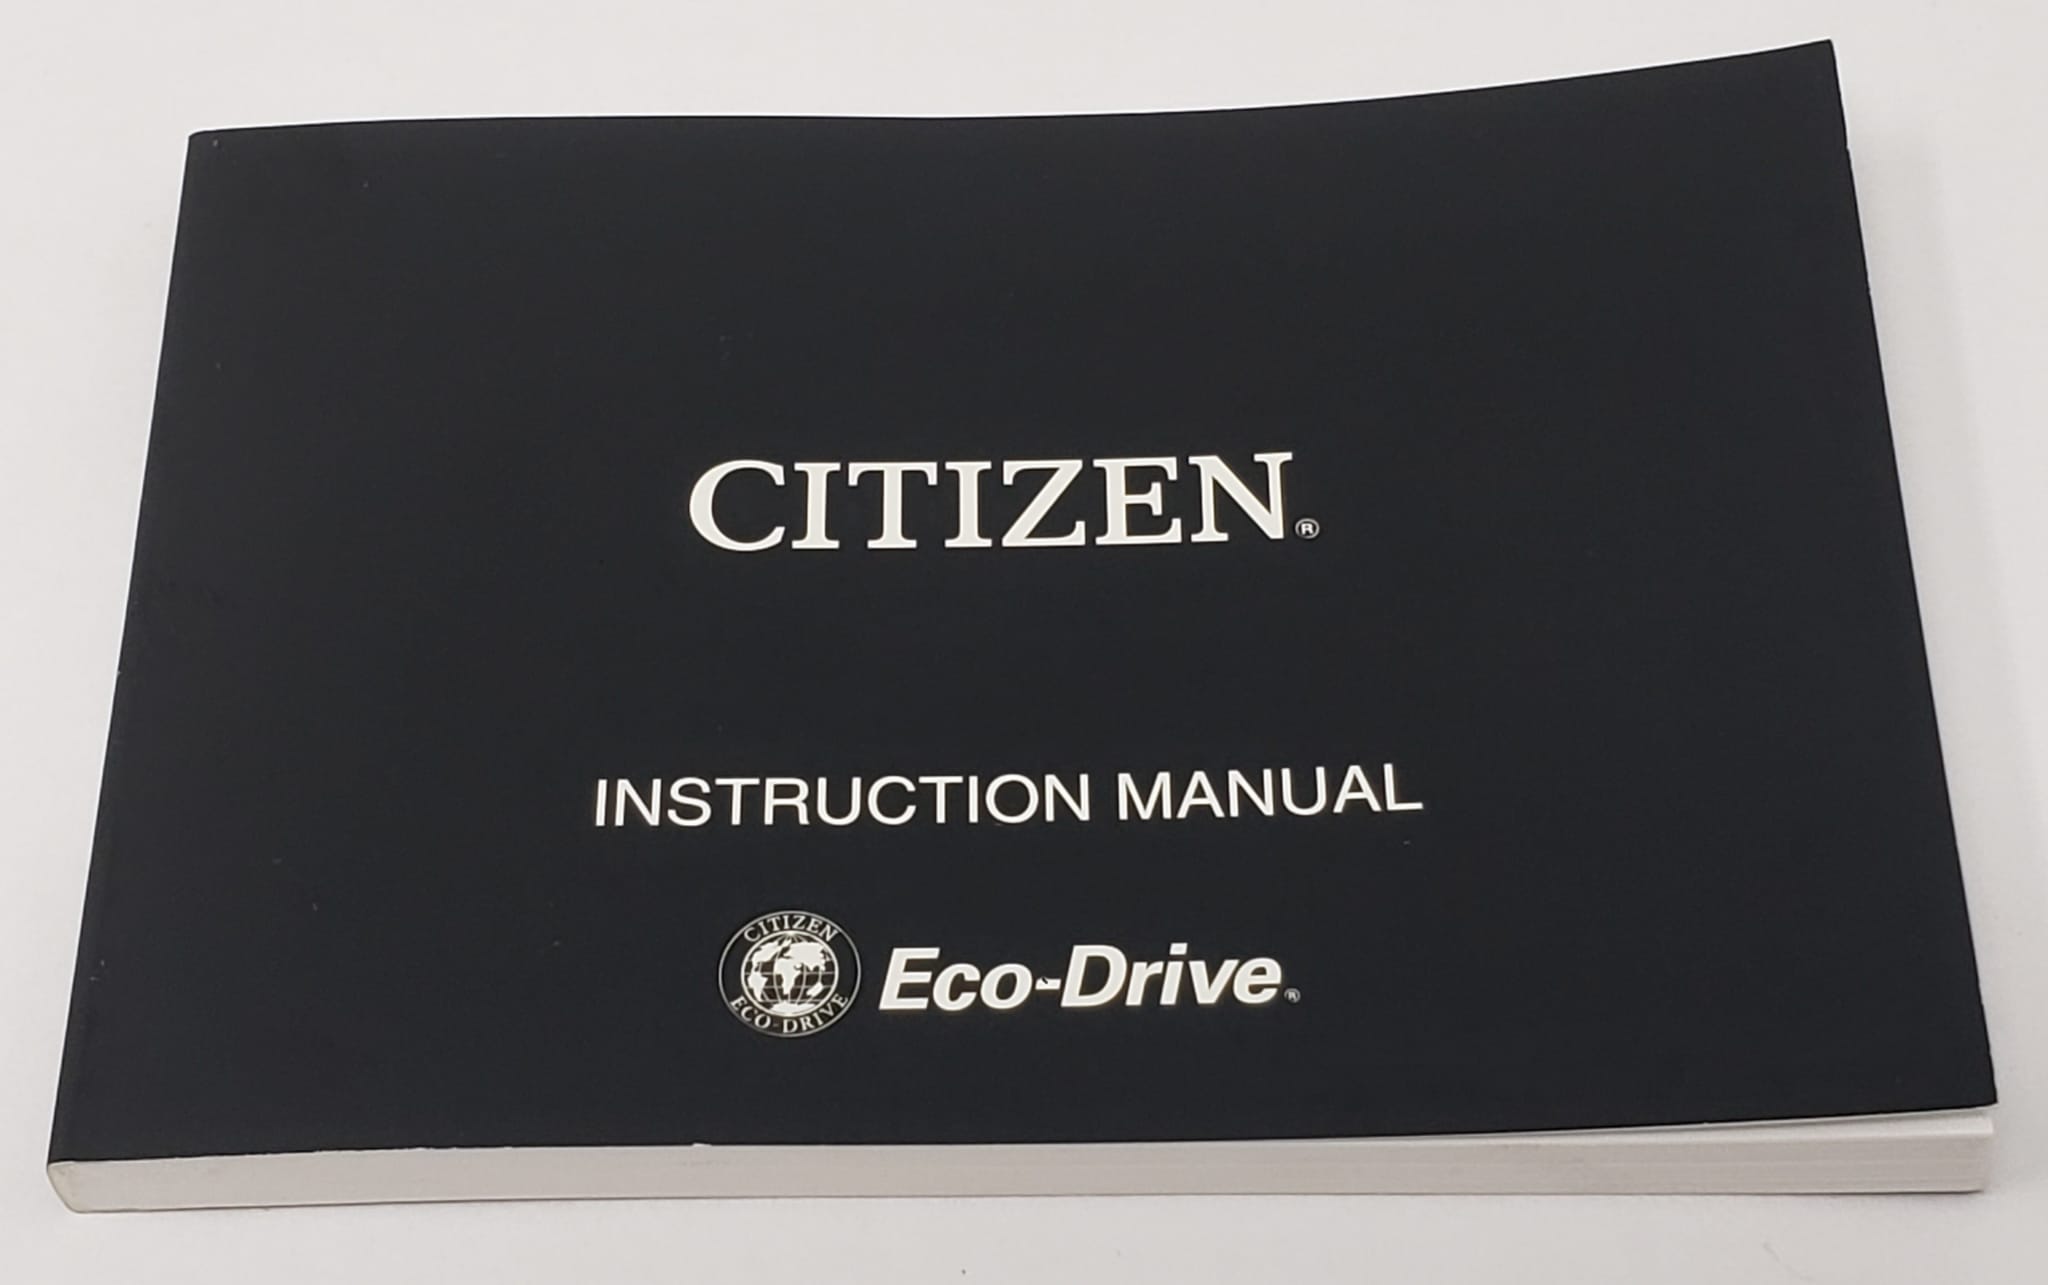 CITIZEN®
INSTRUCTION MANUAL
CITIZEN
ECO-DRIVE
Eco-Drive®